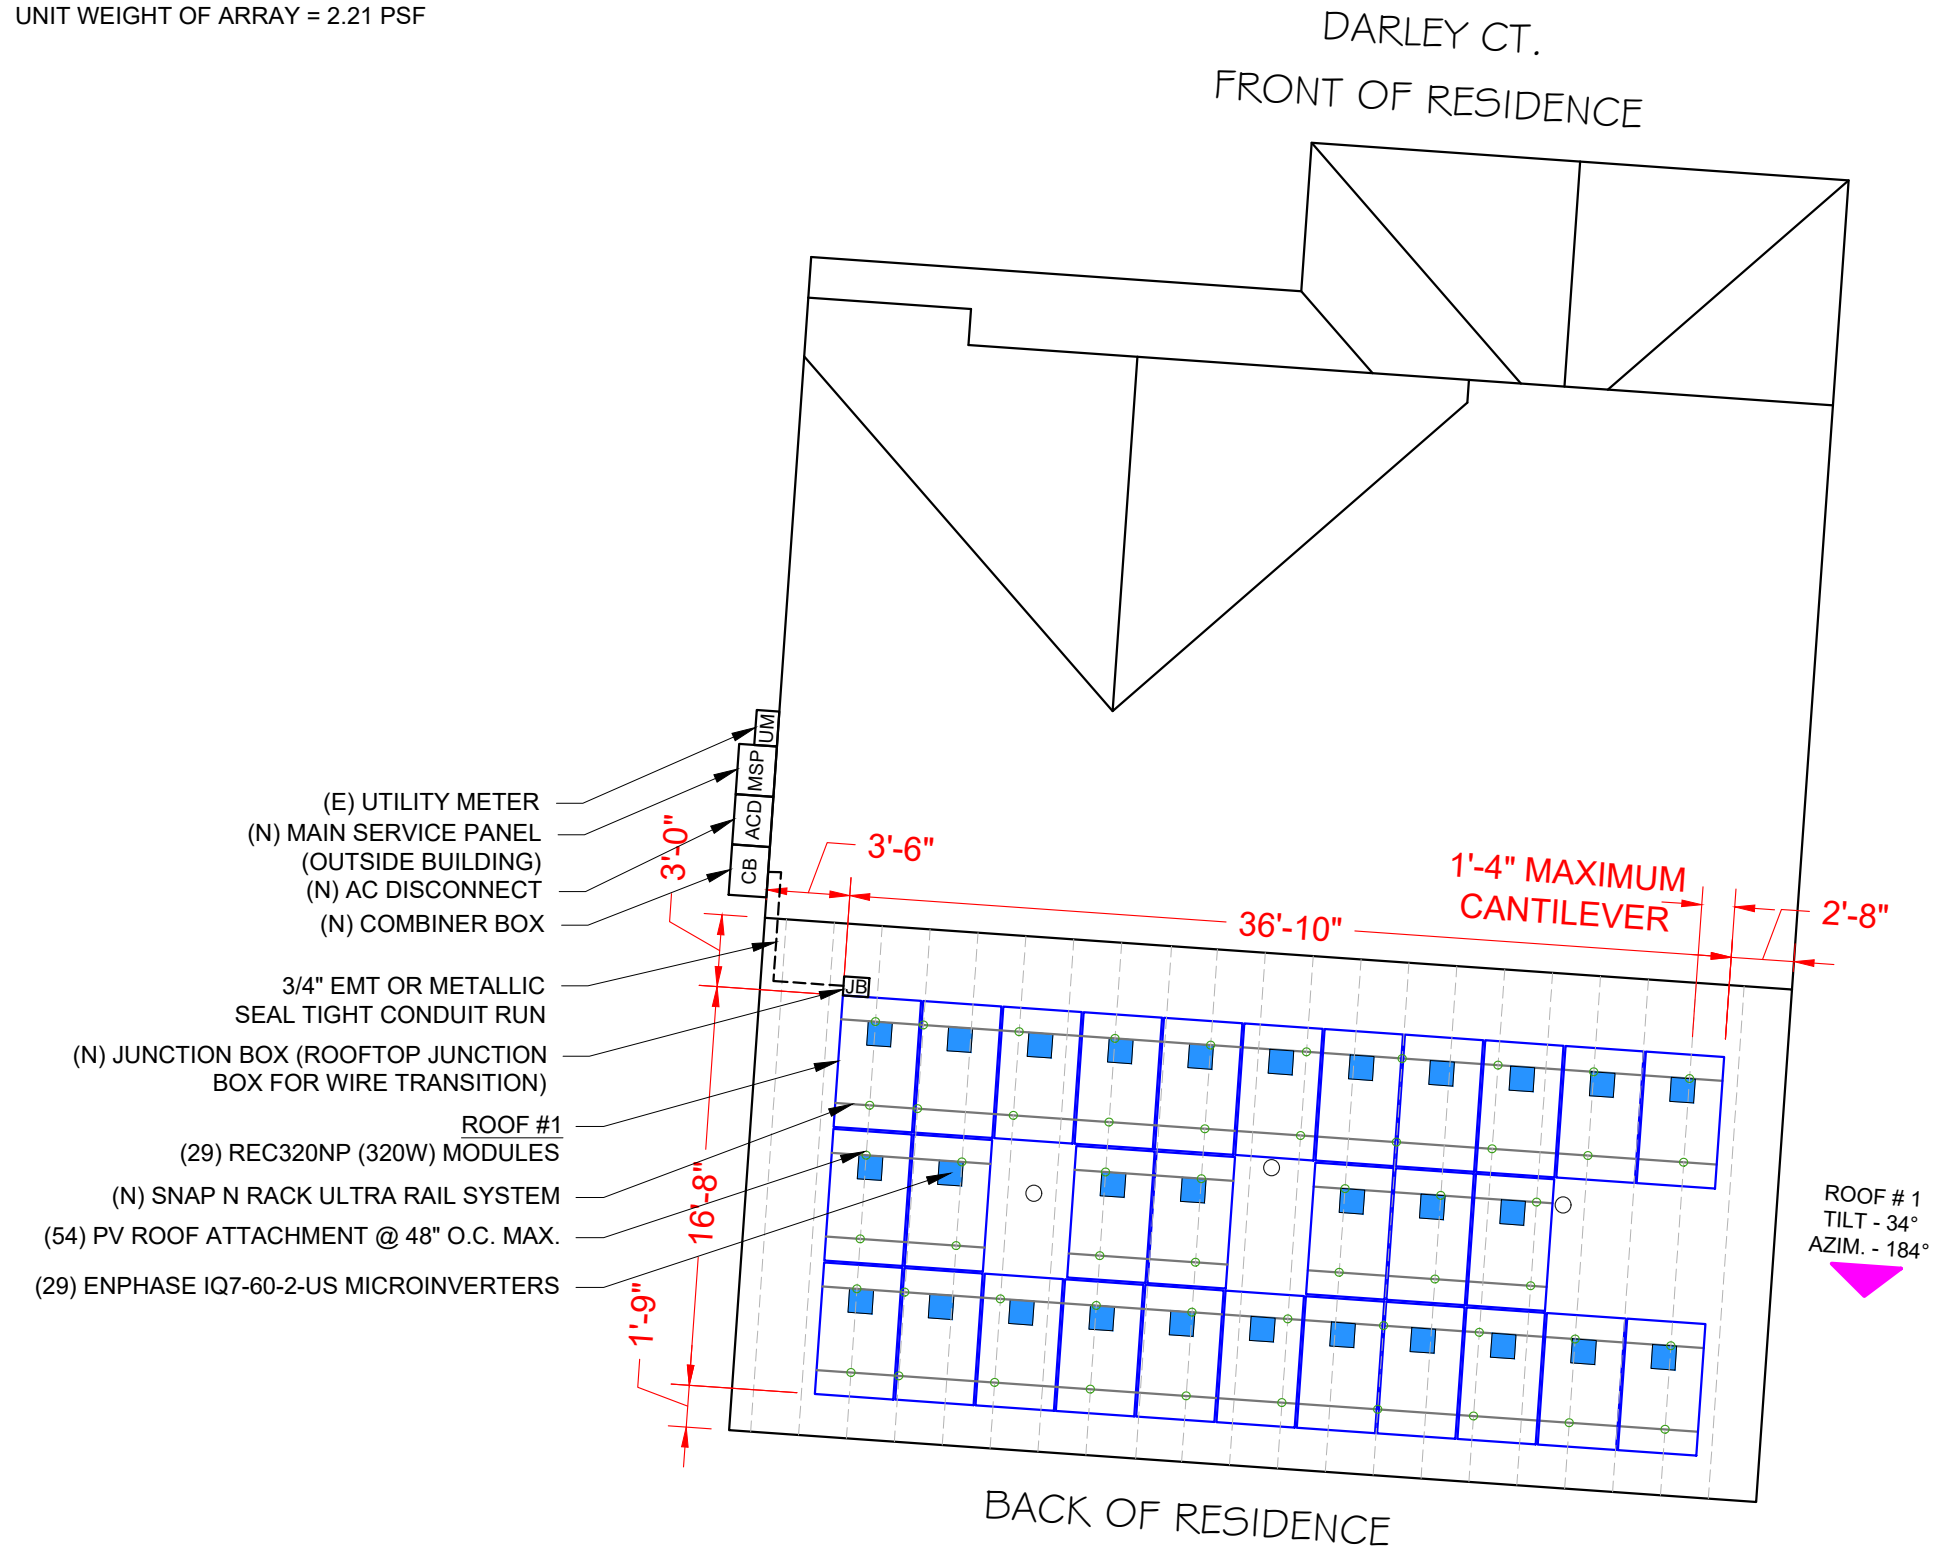 UNIT WEIGHT OF ARRAY = 2.21 PSF
DARLEY CT.
FRONT OF RESIDENCE
UM
MSP
ACD
CB
(E) UTILITY METER
(N) MAIN SERVICE PANEL
(OUTSIDE BUILDING)
(N) AC DISCONNECT
(N) COMBINER BOX
3/4" EMT OR METALLIC
SEAL TIGHT CONDUIT RUN
(N) JUNCTION BOX (ROOFTOP JUNCTION
BOX FOR WIRE TRANSITION)
ROOF #1
(29) REC320NP (320W) MODULES
(N) SNAP N RACK ULTRA RAIL SYSTEM
(54) PV ROOF ATTACHMENT @ 48" O.C. MAX.
(29) ENPHASE IQ7-60-2-US MICROINVERTERS
3'-0"
3'-6"
36'-10"
1'-4" MAXIMUM
CANTILEVER
2'-8"
JB
16'-8"
1'-9"
ROOF # 1
TILT - 34°
AZIM. - 184°
BACK OF RESIDENCE